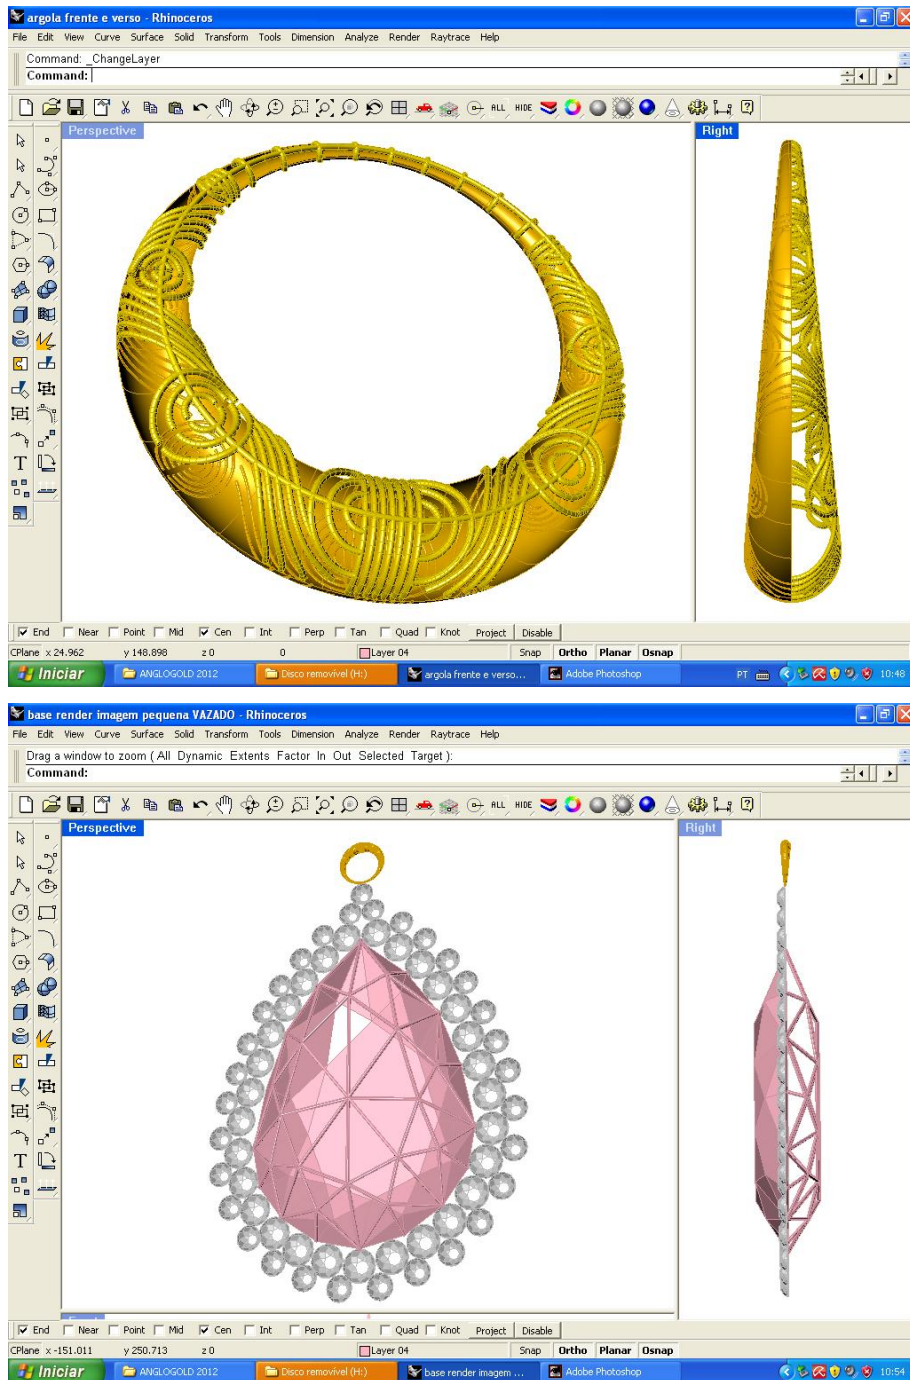 argola frente e verso - Rhinoceros
File Edit View Curve Surface Solid Transform Tools Dimension Analyze Render Raytrace Help
Command: _ChangeLayer
Command:
ALL HIDE
Perspective Right
T
End Near Point Mid Cen Int Perp Tan Quad Knot Project Disable
CPlane x 24.962 y 148.898 z 0 0 Layer 04 Snap Ortho Planar Osnap
Iniciar ANGLOGOLD 2012 Disco removível (H:) argola frente e verso... Adobe Photoshop PT 10:48
base render imagem pequena VAZADO - Rhinoceros
File Edit View Curve Surface Solid Transform Tools Dimension Analyze Render Raytrace Help
Drag a window to zoom ( All Dynamic Extents Factor In Out Selected Target ):
Command:
ALL HIDE
Perspective Right
T
End Near Point Mid Cen Int Perp Tan Quad Knot Project Disable
CPlane x -151.011 y 250.713 z 0 Layer 04 Snap Ortho Planar Osnap
Iniciar ANGLOGOLD 2012 Disco removível (H:) base render imagem ... Adobe Photoshop 10:54